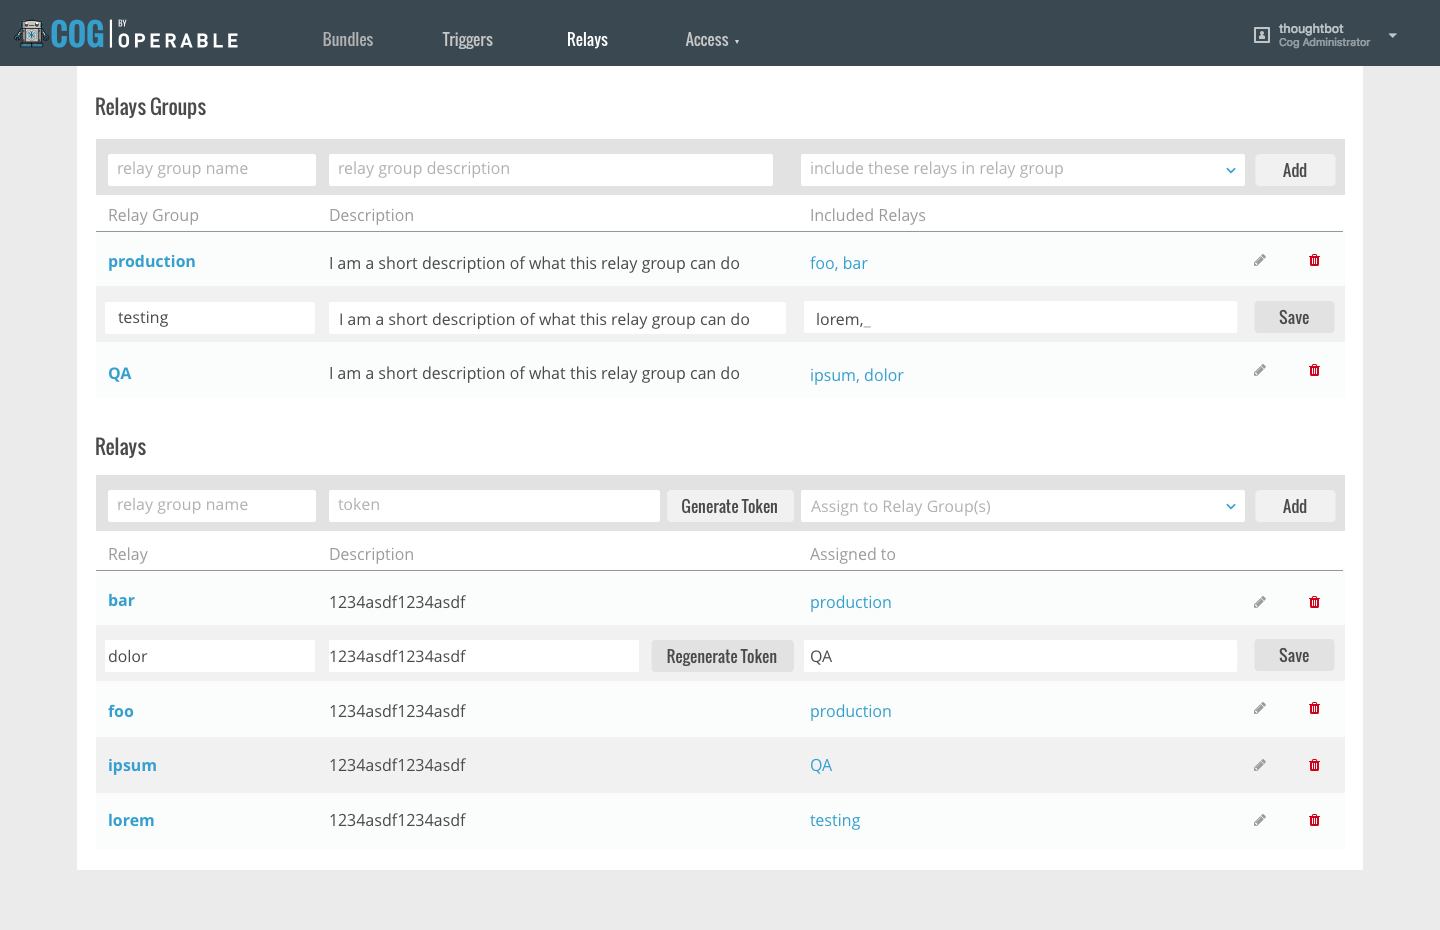 COG BY OPERABLE Bundles Triggers Relays Access thoughtbot
Cog Administrator
Relays Groups
relay group name relay group description include these relays in relay group Add
Relay Group Description Included Relays
production I am a short description of what this relay group can do foo, bar
testing I am a short description of what this relay group can do lorem,_ Save
QA I am a short description of what this relay group can do ipsum, dolor
Relays
relay group name token Generate Token Assign to Relay Group(s) Add
Relay Description Assigned to
bar 1234asdf1234asdf production
dolor 1234asdf1234asdf Regenerate Token QA Save
foo 1234asdf1234asdf production
ipsum 1234asdf1234asdf QA
lorem 1234asdf1234asdf testing